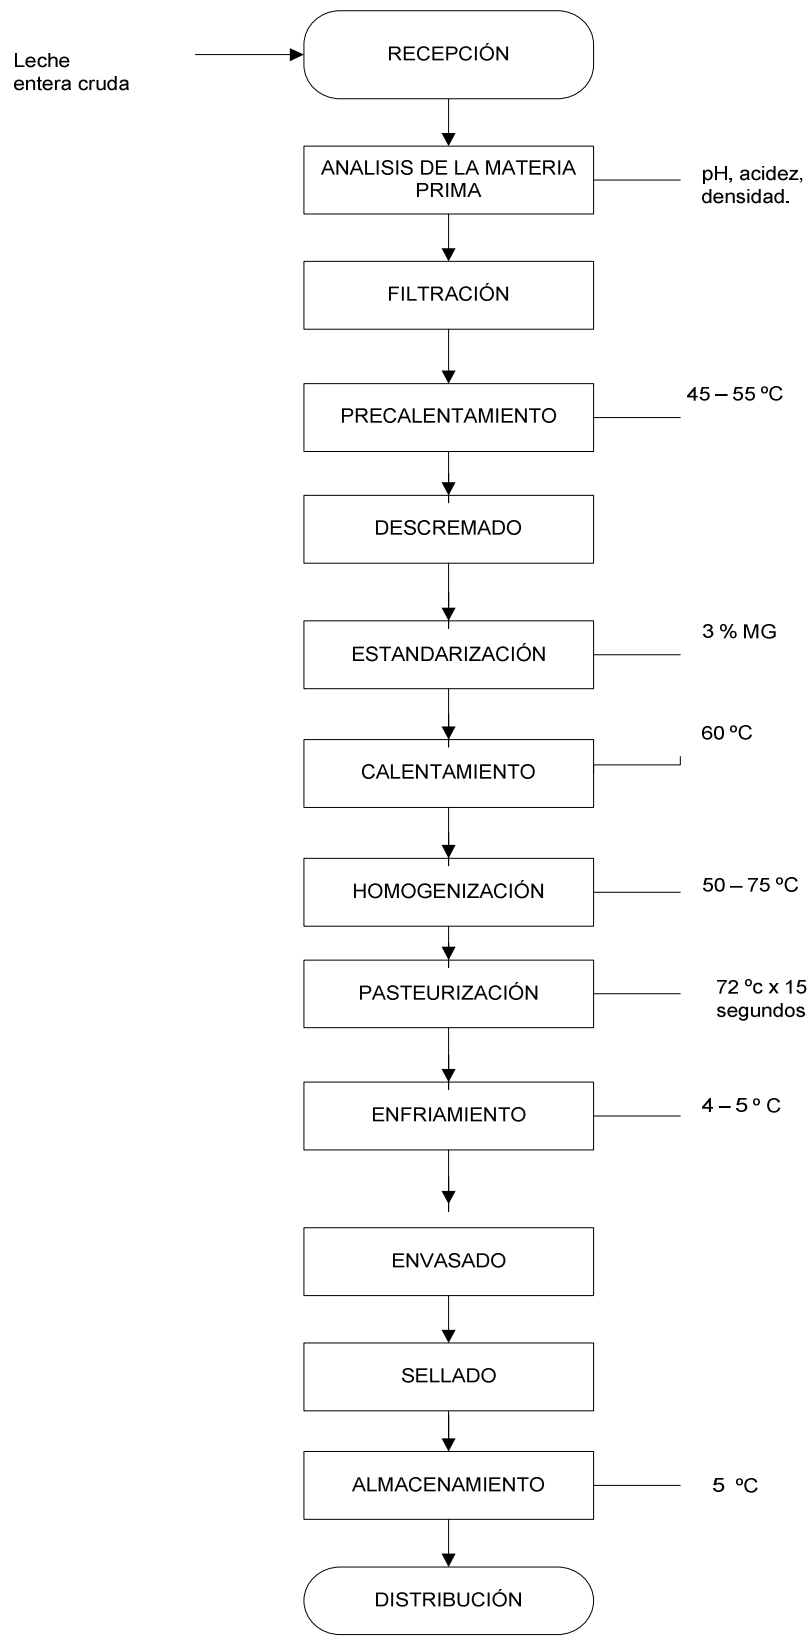 RECEPCIÓN
Leche
entera cruda
ANALISIS DE LA MATERIA
PRIMA
pH, acidez,
densidad.
FILTRACIÓN
45 – 55 ºC
PRECALENTAMIENTO
DESCREMADO
3 % MG
ESTANDARIZACIÓN
60 ºC
CALENTAMIENTO
50 – 75 ºC
HOMOGENIZACIÓN
72 ºc x 15
segundos
PASTEURIZACIÓN
4 – 5 º C
ENFRIAMIENTO
ENVASADO
SELLADO
ALMACENAMIENTO
5 ºC
DISTRIBUCIÓN